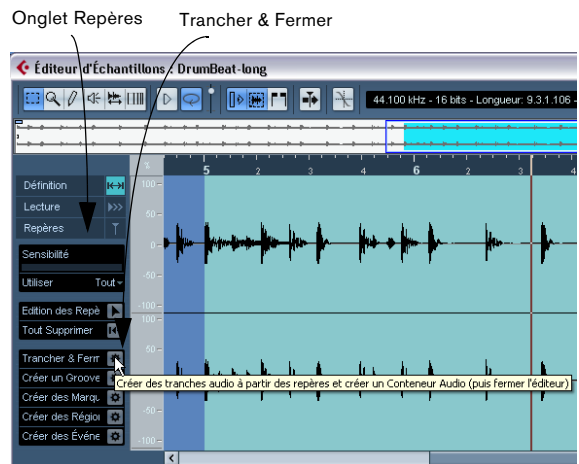 Onglet Repères
Trancher & Fermer
Éditeur d'Échantillons : DrumBeat-long
44.100 kHz - 16 bits - Longueur: 9.3.1.106 -
%
5 2 3 4 6 2 3 4
Définition
Lecture
Repères
Sensibilité
Utiliser Tout
Edition des Repè
Tout Supprimer
Trancher & Ferm
Créer un Groove
Créer des Marqu
Créer des Région
Créer des Événe
100
50
0
-50
-100
100
50
-50
-100
Créer des tranches audio à partir des repères et créer un Conteneur Audio (puis fermer l'éditeur)